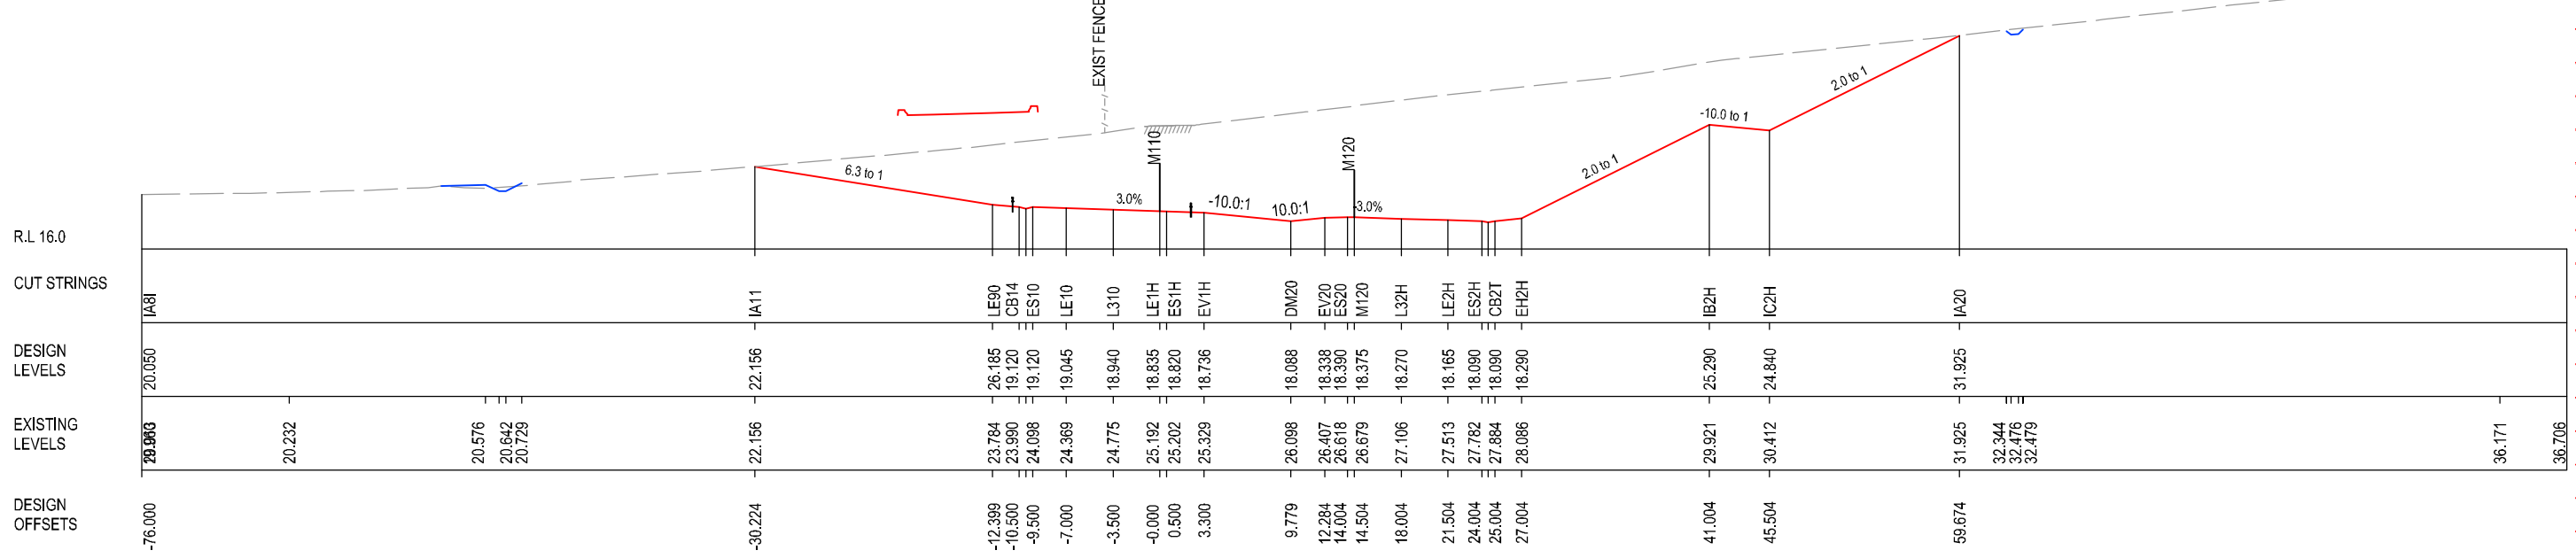 EXIST FENCE
6.3 to 1
M110
3.0%
-10.0:1
10.0:1
M120
-3.0%
2.0 to 1
-10.0 to 1
2.0 to 1
R.L 16.0
CUT STRINGS
IA8I IA11 LE90 CB14 ES10 LE10 L310 LE1H ES1H EV1H DM20 EV20 ES20 M120 L32H LE2H ES2H CB2T EH2H IB2H IC2H IA20
DESIGN
LEVELS
20.050 22.156 26.185 19.120 19.120 19.045 18.940 18.835 18.820 18.736 18.088 18.338 18.390 18.375 18.270 18.165 18.090 18.090 18.290 25.290 24.840 31.925
EXISTING
LEVELS
20.232 20.576 20.642 20.729 22.156 23.784 23.990 24.098 24.369 24.775 25.192 25.202 25.329 26.098 26.407 26.618 26.679 27.106 27.513 27.782 27.884 28.086 29.921 30.412 31.925 32.344 32.476 32.479 36.171 36.706
DESIGN
OFFSETS
-76.000 -30.224 -12.399 -10.500 -9.500 -7.000 -3.500 -0.000 0.500 3.300 9.779 12.284 14.004 14.504 18.004 21.504 24.004 25.004 27.004 41.004 45.504 59.674